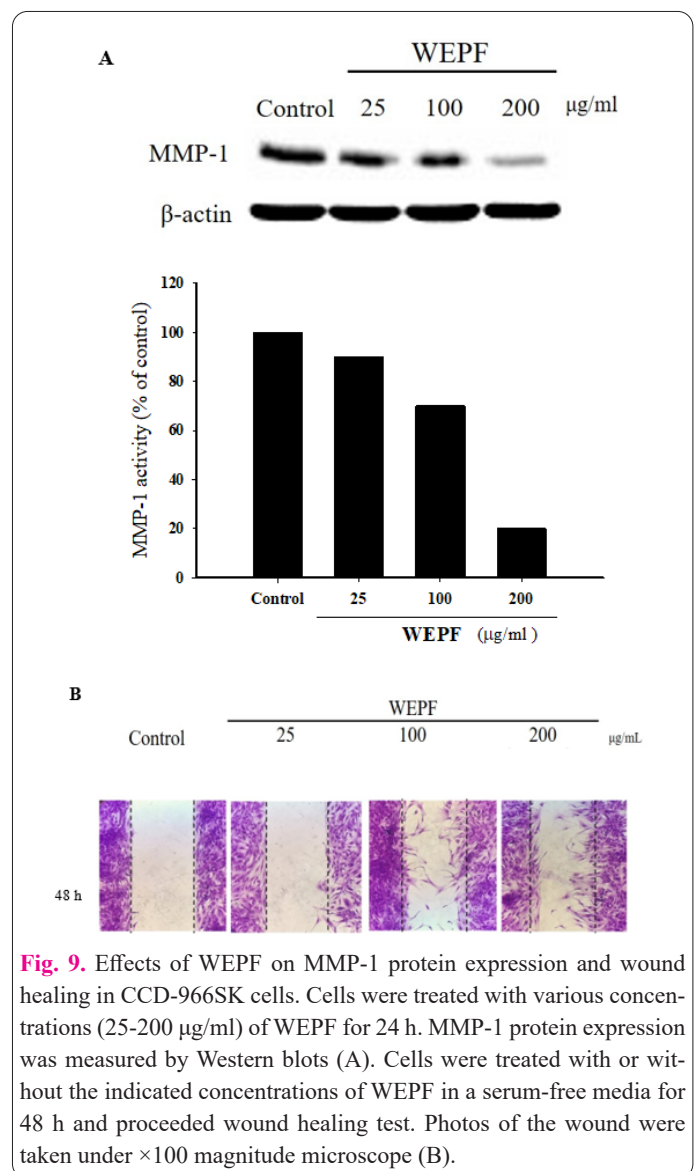 A
WEPF
Control 25 100 200 μg/ml
MMP-1
β-actin
MMP-1 activity (% of control)
120
100
80
60
40
20
0
Control 25 100 200
WEPF (μg/ml )
B
WEPF
Control 25 100 200 μg/mL
48 h
Fig. 9. Effects of WEPF on MMP-1 protein expression and wound
healing in CCD-966SK cells. Cells were treated with various concen-
trations (25-200 μg/ml) of WEPF for 24 h. MMP-1 protein expression
was measured by Western blots (A). Cells were treated with or wit-
hout the indicated concentrations of WEPF in a serum-free media for
48 h and proceeded wound healing test. Photos of the wound were
taken under ×100 magnitude microscope (B).